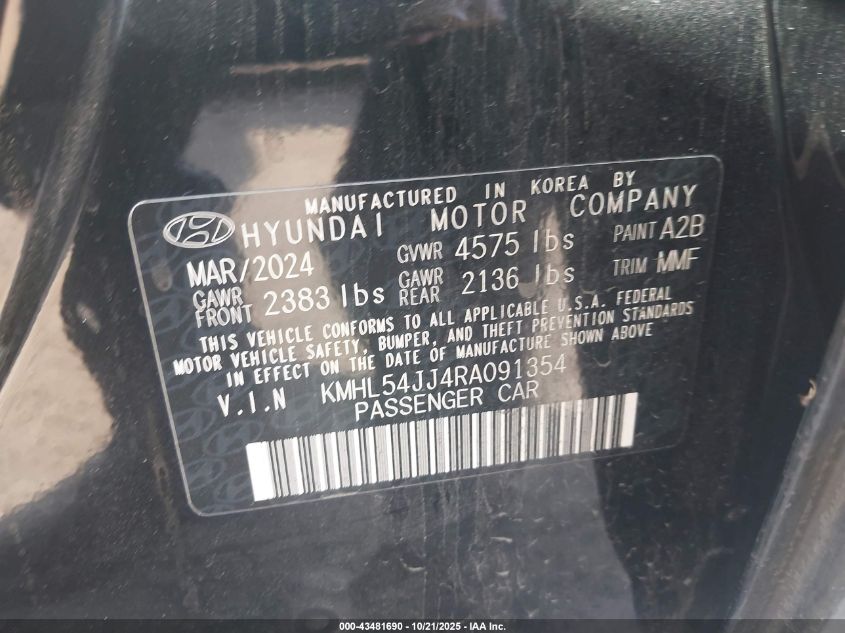 MANUFACTURED IN KOREA BY
HYUNDAI MOTOR COMPANY
MAR/2024 GVWR 4575 lbs PAINT A2B
GAWR FRONT 2383 lbs GAWR REAR 2136 lbs TRIM MMF
THIS VEHICLE CONFORMS TO ALL APPLICABLE U.S.A. FEDERAL
MOTOR VEHICLE SAFETY, BUMPER, AND THEFT PREVENTION STANDARDS
IN EFFECT ON THE DATE OF MANUFACTURE SHOWN ABOVE
V.I.N KMHL54JJ4RA091354
PASSENGER CAR
000-43481690 - 10/21/2025 - IAA Inc.